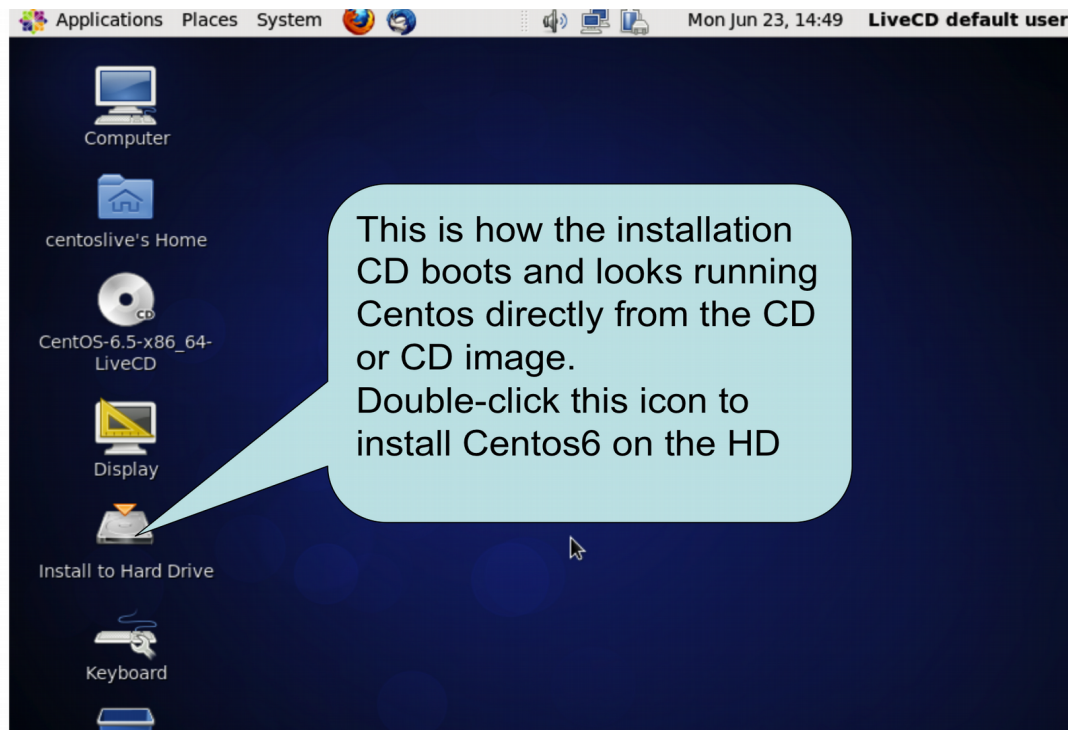 Applications Places System Mon Jun 23, 14:49 LiveCD default user
Computer
centoslive's Home
CD
CentOS-6.5-x86_64-
LiveCD
Display
Install to Hard Drive
Keyboard
This is how the installation
CD boots and looks running
Centos directly from the CD
or CD image.
Double-click this icon to
install Centos6 on the HD